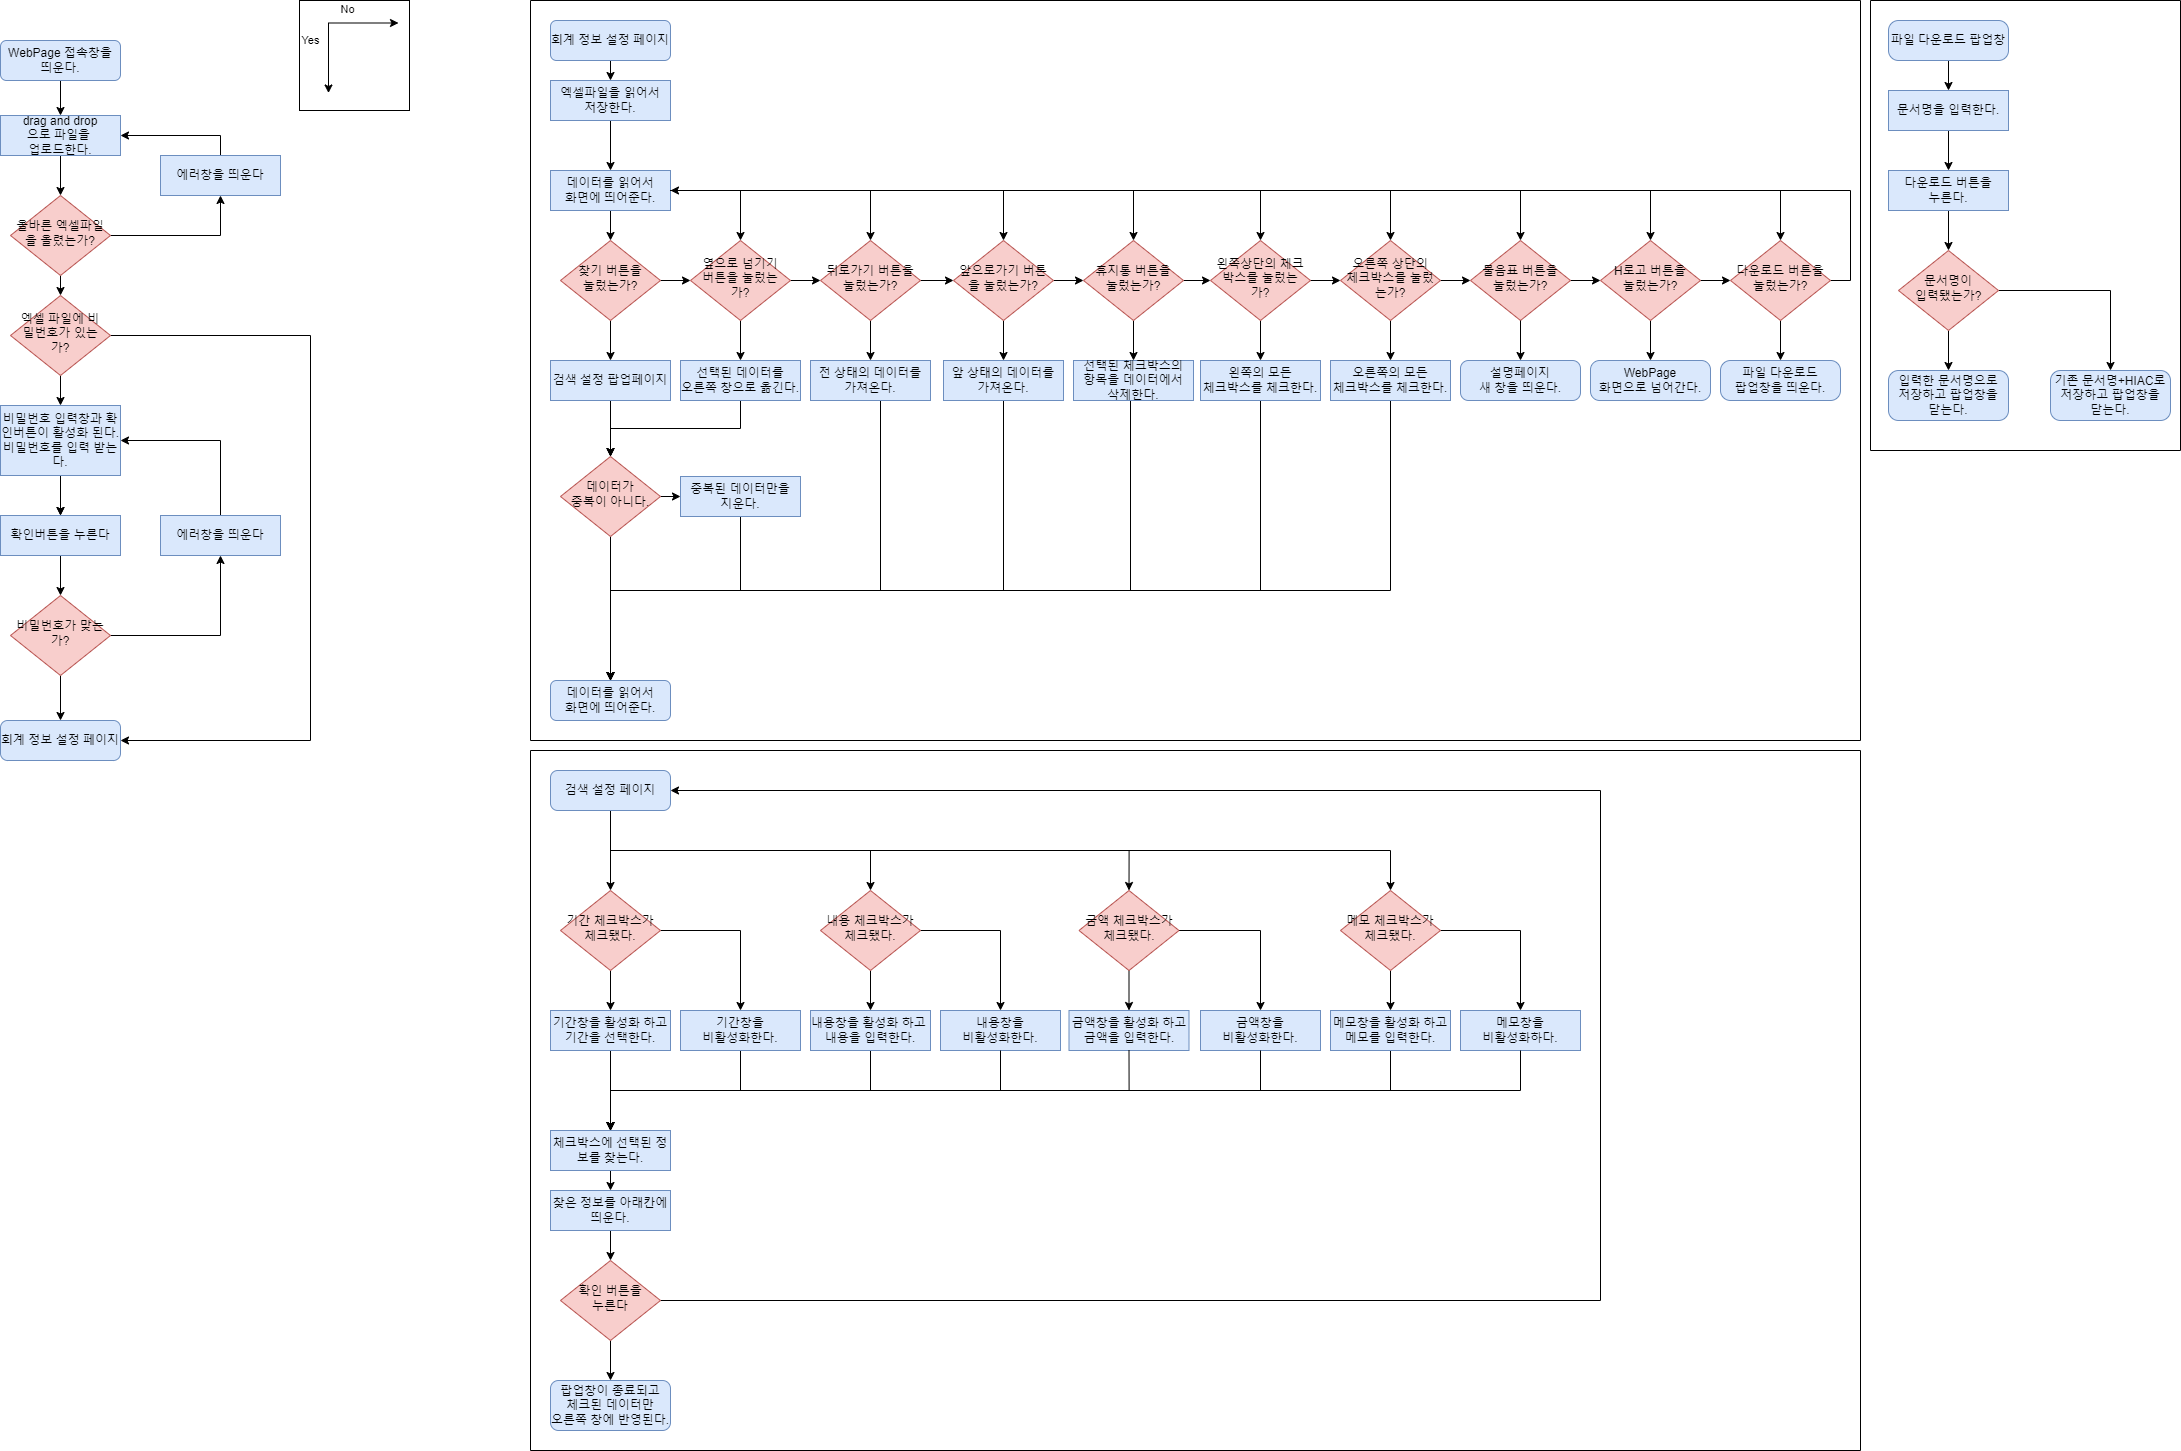 No
Yes
WebPage 접속창을
띄운다.
drag and drop
으로 파일을
업로드한다.
에러창을 띄운다
올바른 엑셀파일
을 올렸는가?
엑셀 파일에 비
밀번호가 있는
가?
비밀번호 입력창과 확
인버튼이 활성화 된다.
비밀번호를 입력 받는
다.
확인버튼을 누른다
에러창을 띄운다
비밀번호가 맞는
가?
회계 정보 설정 페이지
회계 정보 설정 페이지
엑셀파일을 읽어서
저장한다.
데이터를 읽어서
화면에 띄어준다.
찾기 버튼을
눌렀는가?
옆으로 넘기기
버튼을 눌렀는
가?
뒤로가기 버튼을
눌렀는가?
앞으로가기 버튼
을 눌렀는가?
휴지통 버튼을
눌렀는가?
왼쪽상단의 체크
박스를 눌렀는
가?
오른쪽 상단의
체크박스를 눌렀
는가?
물음표 버튼을
눌렀는가?
H로고 버튼을
눌렀는가?
다운로드 버튼을
눌렀는가?
검색 설정 팝업페이지
선택된 데이터를
오른쪽 창으로 옮긴다.
전 상태의 데이터를
가져온다.
앞 상태의 데이터를
가져온다.
선택된 체크박스의
항목을 데이터에서
삭제한다.
왼쪽의 모든
체크박스를 체크한다.
오른쪽의 모든
체크박스를 체크한다.
설명페이지
새 창을 띄운다.
WebPage
화면으로 넘어간다.
파일 다운로드
팝업창을 띄운다.
데이터가
중복이 아니다.
중복된 데이터만을
지운다.
데이터를 읽어서
화면에 띄어준다.
파일 다운로드 팝업창
문서명을 입력한다.
다운로드 버튼을
누른다.
문서명이
입력됐는가?
입력한 문서명으로
저장하고 팝업창을
닫는다.
기존 문서명+HIAC로
저장하고 팝업창을
닫는다.
검색 설정 페이지
기간 체크박스가
체크됐다.
내용 체크박스가
체크됐다.
금액 체크박스가
체크됐다.
메모 체크박스가
체크됐다.
기간창을 활성화 하고
기간을 선택한다.
기간창을
비활성화한다.
내용창을 활성화 하고
내용을 입력한다.
내용창을
비활성화한다.
금액창을 활성화 하고
금액을 입력한다.
금액창을
비활성화한다.
메모창을 활성화 하고
메모를 입력한다.
메모창을
비활성화하다.
체크박스에 선택된 정
보를 찾는다.
찾은 정보를 아래칸에
띄운다.
확인 버튼을
누른다
팝업창이 종료되고
체크된 데이터만
오른쪽 창에 반영된다.